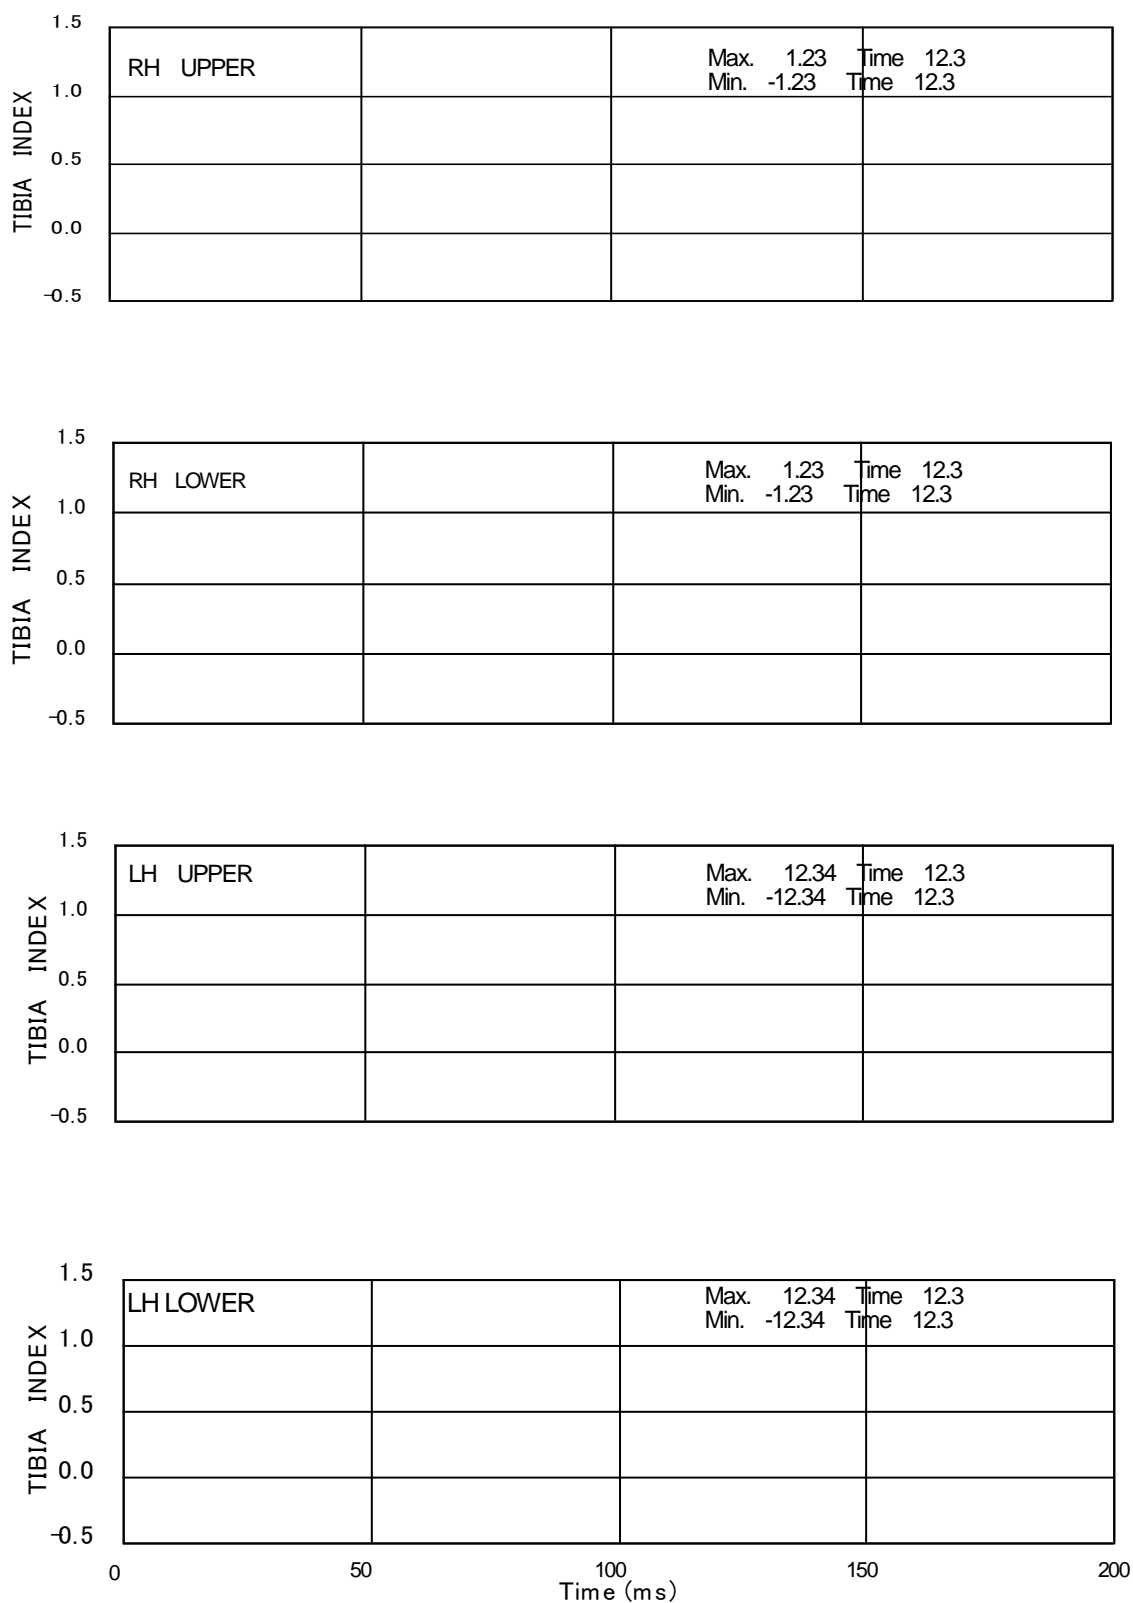 1.5
RH UPPER
Max. 1.23 Time 12.3
Min. -1.23 Time 12.3
1.0
0.5
0.0
-0.5
TIBIA INDEX
1.5
RH LOWER
Max. 1.23 Time 12.3
Min. -1.23 Time 12.3
1.0
0.5
0.0
-0.5
TIBIA INDEX
1.5
LH UPPER
Max. 12.34 Time 12.3
Min. -12.34 Time 12.3
1.0
0.5
0.0
-0.5
TIBIA INDEX
1.5
LH LOWER
Max. 12.34 Time 12.3
Min. -12.34 Time 12.3
1.0
0.5
0.0
-0.5
TIBIA INDEX
0 50 100 150 200
Time (ms)